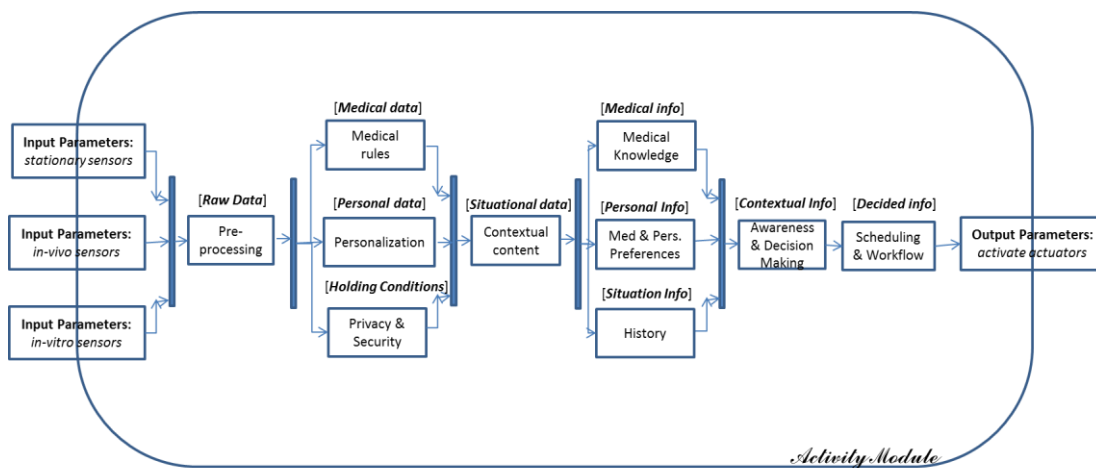 Input Parameters:
stationary sensors
Input Parameters:
in-vivo sensors
Input Parameters:
in-vitro sensors
[Raw Data]
Pre-
processing
[Medical data]
Medical
rules
[Personal data]
Personalization
[Holding Conditions]
Privacy &
Security
[Situational data]
Contextual
content
[Medical info]
Medical
Knowledge
[Personal Info]
Med & Pers.
Preferences
[Situation Info]
History
[Contextual Info]
Awareness
& Decision
Making
[Decided info]
Scheduling
& Workflow
Output Parameters:
activate actuators
Activity Module